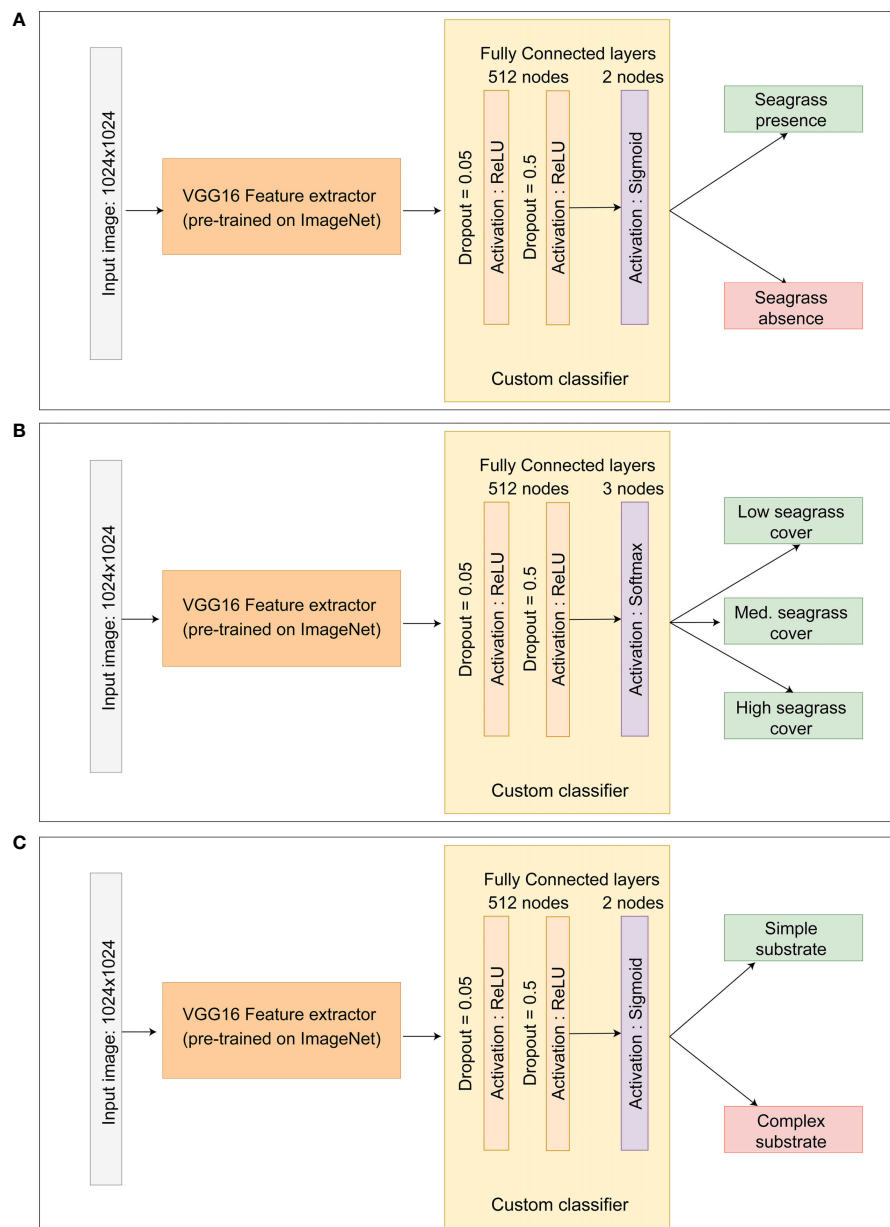 A
Input image: 1024x1024
VGG16 Feature extractor
(pre-trained on ImageNet)
Fully Connected layers
512 nodes
2 nodes
Dropout = 0.05
Activation : ReLU
Dropout = 0.5
Activation : ReLU
Activation : Sigmoid
Custom classifier
Seagrass
presence
Seagrass
absence
B
Input image: 1024x1024
VGG16 Feature extractor
(pre-trained on ImageNet)
Fully Connected layers
512 nodes
3 nodes
Dropout = 0.05
Activation : ReLU
Dropout = 0.5
Activation : ReLU
Activation : Softmax
Custom classifier
Low seagrass
cover
Med. seagrass
cover
High seagrass
cover
C
Input image: 1024x1024
VGG16 Feature extractor
(pre-trained on ImageNet)
Fully Connected layers
512 nodes
2 nodes
Dropout = 0.05
Activation : ReLU
Dropout = 0.5
Activation : ReLU
Activation : Sigmoid
Custom classifier
Simple
substrate
Complex
substrate